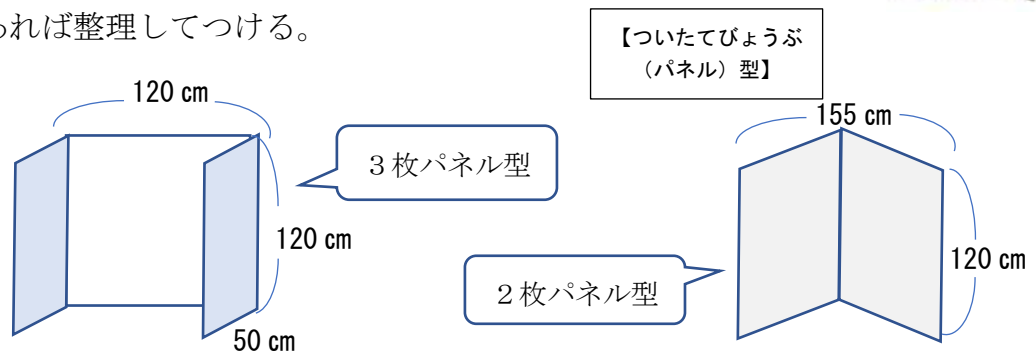 あれば整理してつける。
【ついたてびょうぶ
（パネル）型】
120 cm
３枚パネル型
120 cm
50 cm
155 cm
２枚パネル型
120 cm